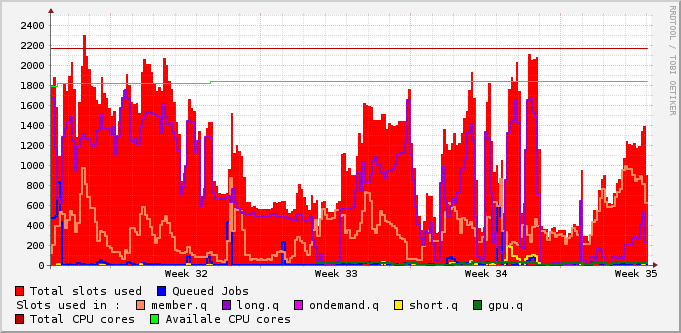 RRDTOOL / TOBI OETIKER
2400
2200
2000
1800
1600
1400
1200
1000
800
600
400
200
0
Week 32 Week 33 Week 34 Week 35
Total slots used Queued Jobs
Slots used in : member.q long.q ondemand.q short.q gpu.q
Total CPU cores Availale CPU cores